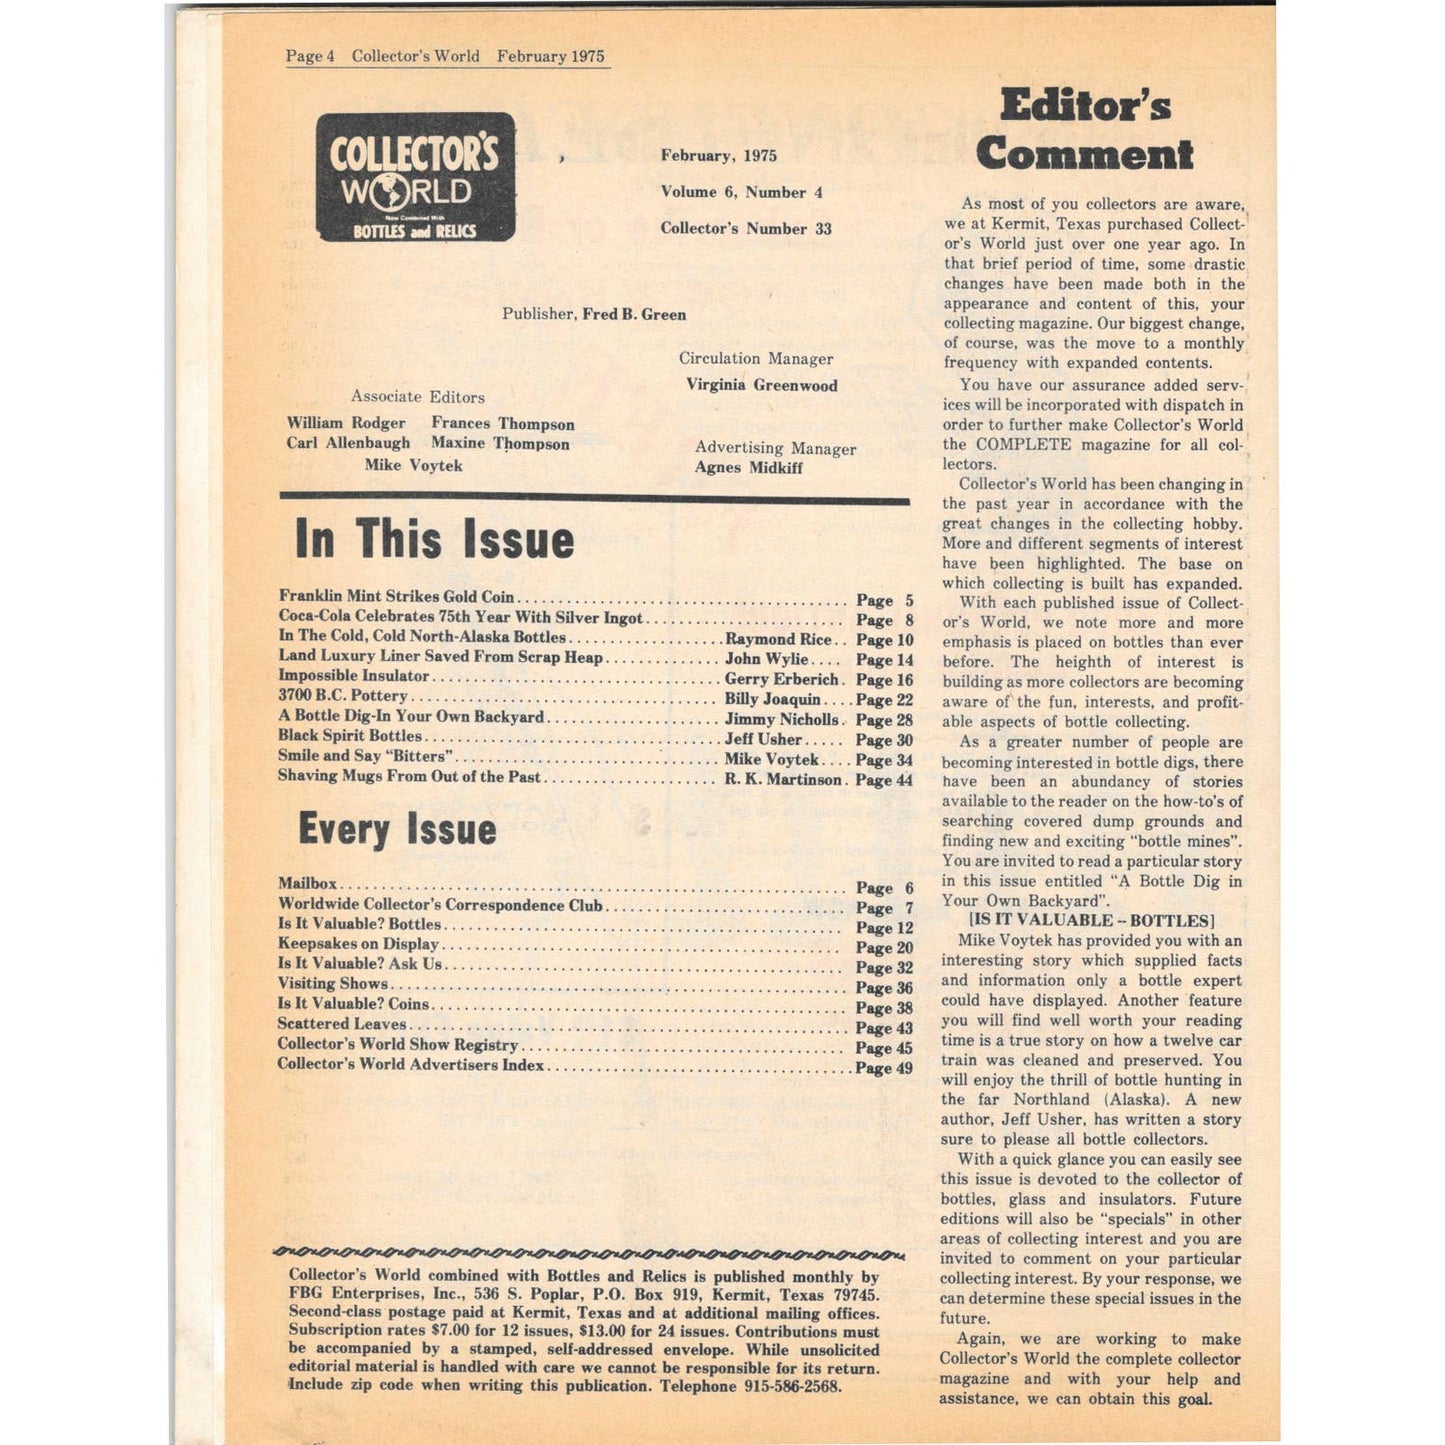 Page 4 Collector's World February 1975
COLLECTOR'S
WORLD
Now Combined With
BOTTLES and RELICS
February, 1975
Volume 6, Number 4
Collector's Number 33
Publisher, Fred B. Green
Circulation Manager
Virginia Greenwood
Associate Editors
William Rodger Frances Thompson
Carl Allenbaugh Maxine Thompson
Mike Voytek
Advertising Manager
Agnes Midkiff
In This Issue
Franklin Mint Strikes Gold Coin........................................ Page 5
Coca-Cola Celebrates 75th Year With Silver Ingot........................ Page 8
In The Cold, Cold North-Alaska Bottles...................Raymond Rice.. Page 10
Land Luxury Liner Saved From Scrap Heap.............. John Wylie.... Page 14
Impossible Insulator................................... Gerry Erberich. Page 16
3700 B.C. Pottery...................................... Billy Joaquin....Page 22
A Bottle Dig-In Your Own Backyard..................... Jimmy Nicholls. Page 28
Black Spirit Bottles....................................Jeff Usher..... Page 30
Smile and Say “Bitters”................................ Mike Voytek.... Page 34
Shaving Mugs From Out of the Past..................... R. K. Martinson. Page 44
Every Issue
Mailbox............................................................. Page 6
Worldwide Collector's Correspondence Club............................. Page 7
Is It Valuable? Bottles................................................ Page 12
Keepsakes on Display................................................ Page 20
Is It Valuable? Ask Us................................................ Page 32
Visiting Shows....................................................... Page 36
Is It Valuable? Coins.................................................. Page 38
Scattered Leaves..................................................... Page 43
Collector's World Show Registry....................................... Page 45
Collector's World Advertisers Index.....................................Page 49
Collector's World combined with Bottles and Relics is published monthly by
FBG Enterprises, Inc., 536 S. Poplar, P.O. Box 919, Kermit, Texas 79745.
Second-class postage paid at Kermit, Texas and at additional mailing offices.
Subscription rates $7.00 for 12 issues, $13.00 for 24 issues. Contributions must
be accompanied by a stamped, self-addressed envelope. While unsolicited
editorial material is handled with care we cannot be responsible for its return.
Include zip code when writing this publication. Telephone 915-586-2568.
Editor's
Comment
As most of you collectors are aware,
we at Kermit, Texas purchased Collect-
or's World just over one year ago. In
that brief period of time, some drastic
changes have been made both in the
appearance and content of this, your
collecting magazine. Our biggest change,
of course, was the move to a monthly
frequency with expanded contents.
You have our assurance added serv-
ices will be incorporated with dispatch in
order to further make Collector's World
the COMPLETE magazine for all col-
lectors.
Collector's World has been changing in
the past year in accordance with the
great changes in the collecting hobby.
More and different segments of interest
have been highlighted. The base on
which collecting is built has expanded.
With each published issue of Collect-
or's World, we note more and more
emphasis is placed on bottles than ever
before. The heighth of interest is
building as more collectors are becoming
aware of the fun, interests, and profit-
able aspects of bottle collecting.
As a greater number of people are
becoming interested in bottle digs, there
have been an abundancy of stories
available to the reader on the how-to's of
searching covered dump grounds and
finding new and exciting “bottle mines”.
You are invited to read a particular story
in this issue entitled “A Bottle Dig in
Your Own Backyard”.
[IS IT VALUABLE -- BOTTLES]
Mike Voytek has provided you with an
interesting story which supplied facts
and information only a bottle expert
could have displayed. Another feature
you will find well worth your reading
time is a true story on how a twelve car
train was cleaned and preserved. You
will enjoy the thrill of bottle hunting in
the far Northland (Alaska). A new
author, Jeff Usher, has written a story
sure to please all bottle collectors.
With a quick glance you can easily see
this issue is devoted to the collector of
bottles, glass and insulators. Future
editions will also be “specials” in other
areas of collecting interest and you are
invited to comment on your particular
collecting interest. By your response, we
can determine these special issues in the
future.
Again, we are working to make
Collector's World the complete collector
magazine and with your help and
assistance, we can obtain this goal.